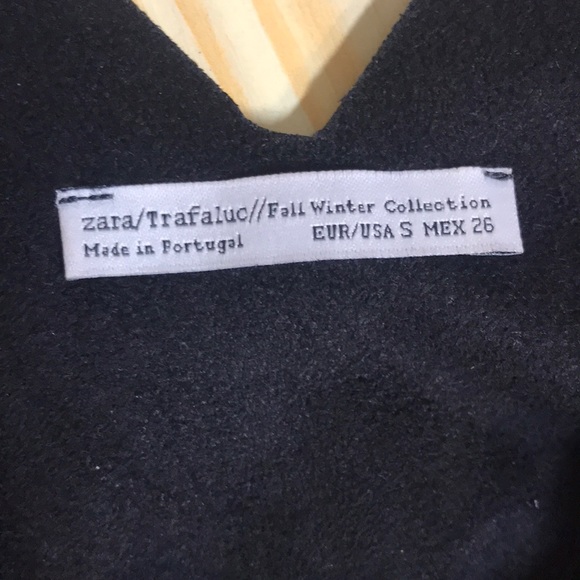 zara/Trafaluc//Fall Winter Collection
Made in Portugal EUR/USA S MEX 26